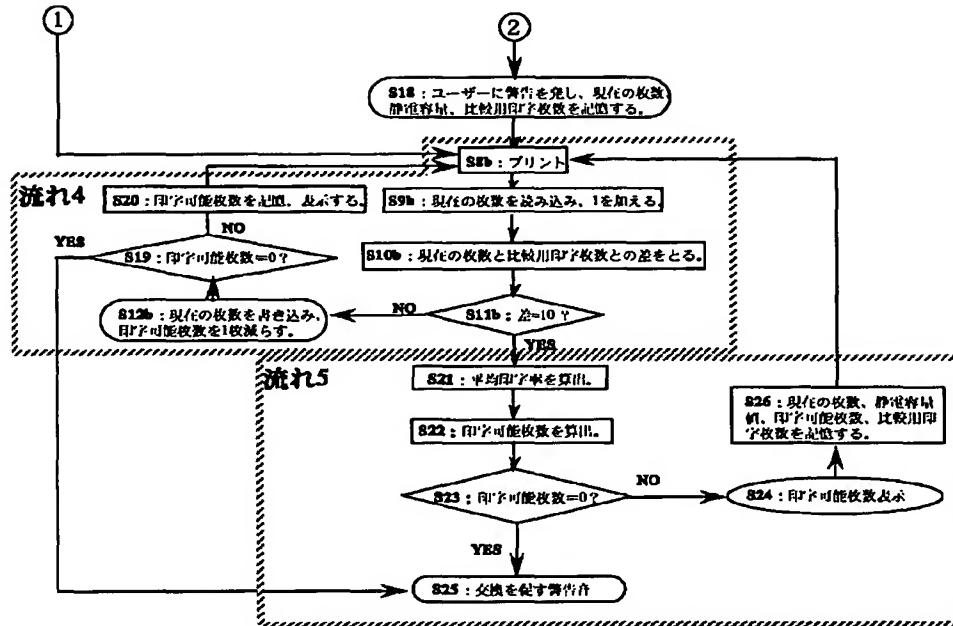 ①
②
S18：ユーザーに警告を発し、現在の枚数、
静電容量、比較用印字枚数を記憶する。
S8b：プリント
流れ4
S20：印字可能枚数を記憶、表示する。
S9b：現在の枚数を読み込み、1を加える。
YES
NO
S19：印字可能枚数=0？
S10b：現在の枚数と比較用印字枚数との差をとる。
S12b：現在の枚数を書き込み、
印字可能枚数を1枚減らす。
NO
S11b：差=10？
YES
流れ5
S21：平均印字率を算出。
S26：現在の枚数、静電容量
値、印字可能枚数、比較用印
字枚数を記憶する。
S22：印字可能枚数を算出。
S23：印字可能枚数=0？
NO
S24：印字可能枚数表示
YES
S25：交換を促す警告音